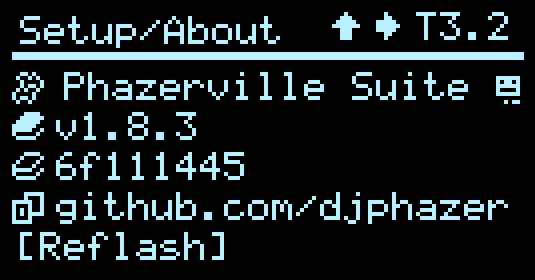 Setup/About T3.2
Phazerville Suite
v1.8.3
6f111445
github.com/djphazer
[Reflash]